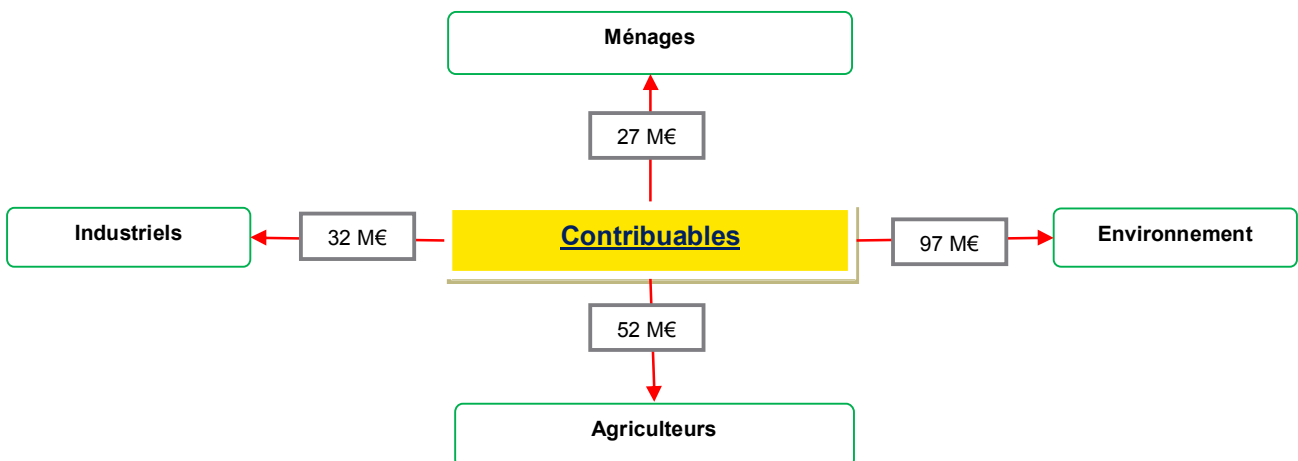 Ménages
27 M€
Industriels
32 M€
Contribuables
97 M€
Environnement
52 M€
Agriculteurs